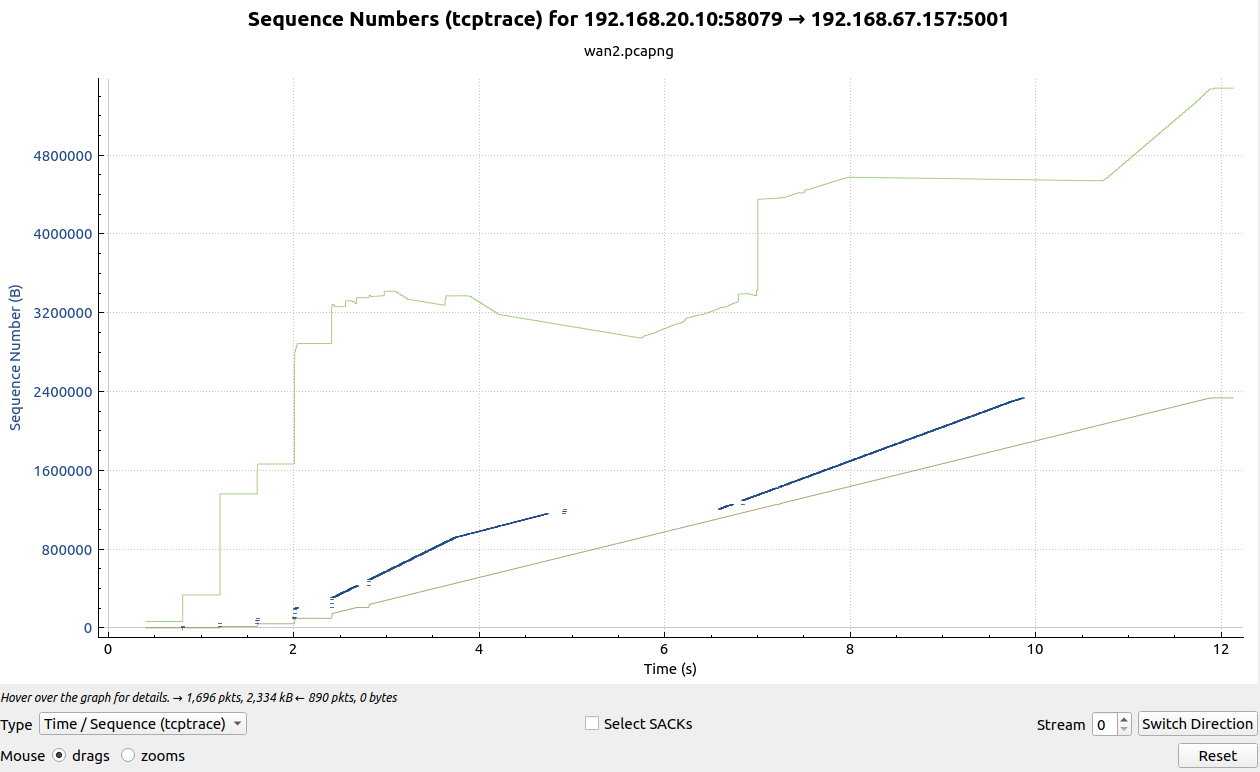 Sequence Numbers (tcptrace) for 192.168.20.10:58079 → 192.168.67.157:5001
wan2.pcapng
4800000
4000000
3200000
2400000
1600000
800000
0
Sequence Number (B)
0 2 4 6 8 10 12
Time (s)
Hover over the graph for details. → 1,696 pkts, 2,334 kB ← 890 pkts, 0 bytes
Type Time / Sequence (tcptrace) Select SACKs Stream 0 Switch Direction
Mouse drags zooms Reset